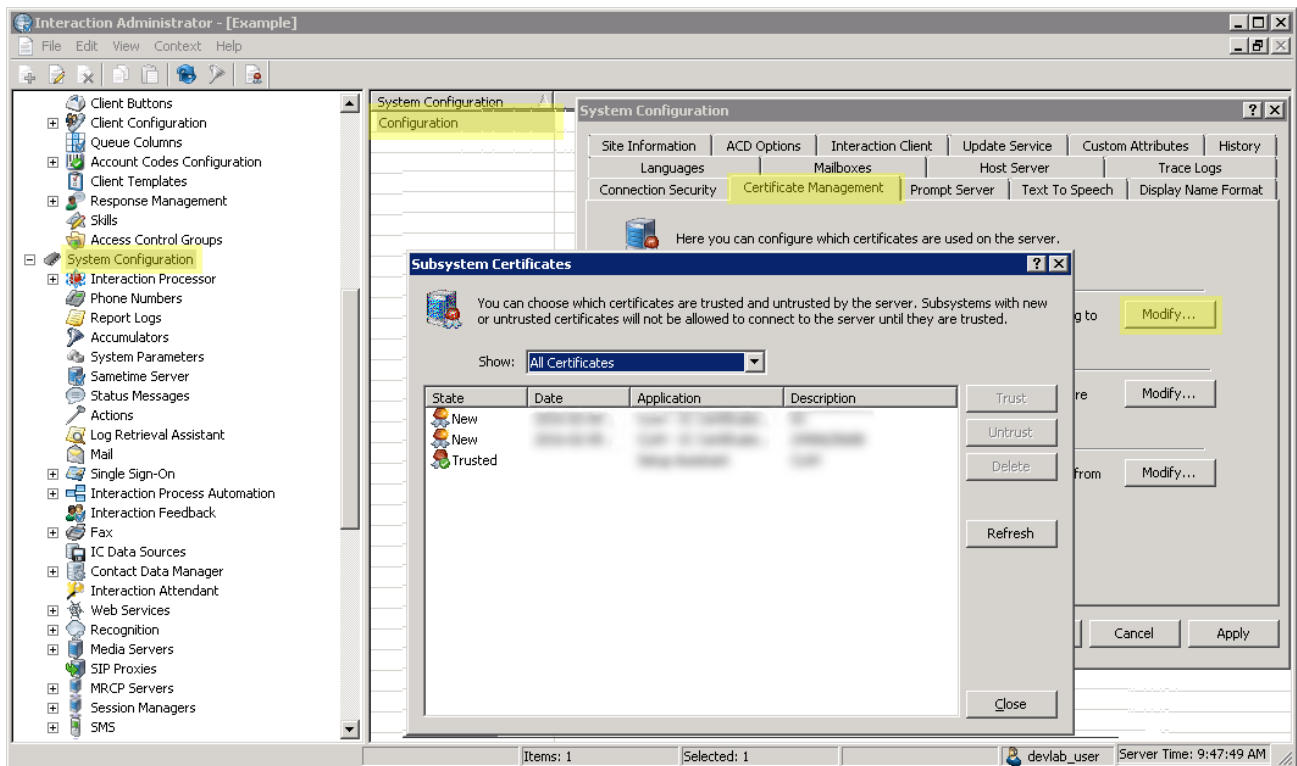 Interaction Administrator - [Example]
File Edit View Context Help
Client Buttons
Client Configuration
Queue Columns
Account Codes Configuration
Client Templates
Response Management
Skills
Access Control Groups
System Configuration
Interaction Processor
Phone Numbers
Report Logs
Accumulators
System Parameters
Sametime Server
Status Messages
Actions
Log Retrieval Assistant
Mail
Single Sign-On
Interaction Process Automation
Interaction Feedback
Fax
IC Data Sources
Contact Data Manager
Interaction Attendant
Web Services
Recognition
Media Servers
SIP Proxies
MRCP Servers
Session Managers
SMS
System Configuration
Configuration
System Configuration
Site Information ACD Options Interaction Client Update Service Custom Attributes History
Languages Mailboxes Host Server Trace Logs
Connection Security Certificate Management Prompt Server Text To Speech Display Name Format
Here you can configure which certificates are used on the server.
g to Modify...
re Modify...
from Modify...
Cancel Apply
Subsystem Certificates
You can choose which certificates are trusted and untrusted by the server. Subsystems with new
or untrusted certificates will not be allowed to connect to the server until they are trusted.
Show: All Certificates
State Date Application Description
New
New
Trusted
Trust
Untrust
Delete
Refresh
Close
Items: 1 Selected: 1 devlab_user Server Time: 9:47:49 AM